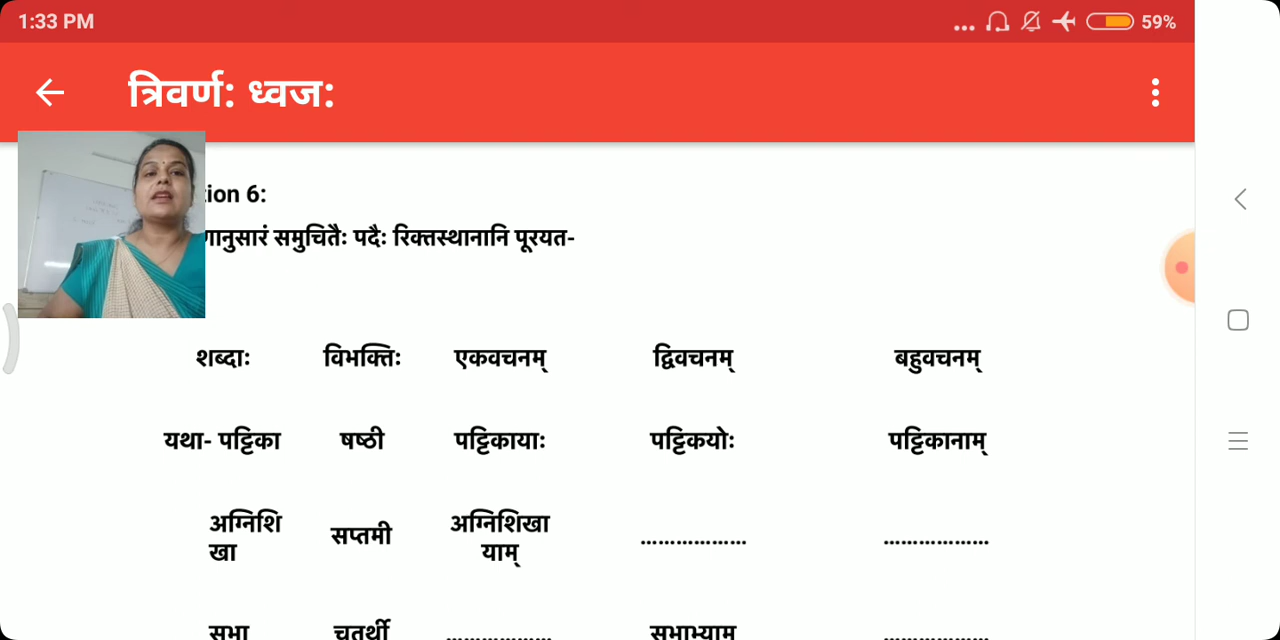 1:33 PM
59%
त्रिवर्ण: ध्वज:
tion 6:
णानुसारं समुचितैः पदैः रिक्तस्थानानि पूरयत-
शब्दाः विभक्तिः एकवचनम् द्विवचनम् बहुवचनम्
यथा- पट्टिका षष्ठी पट्टिकायाः पट्टिकयोः पट्टिकानाम्
अग्निशि
खा सप्तमी अग्निशिखा
याम् .................. ..................
सभा चतुर्थी .................. सभाभ्याम् ..................